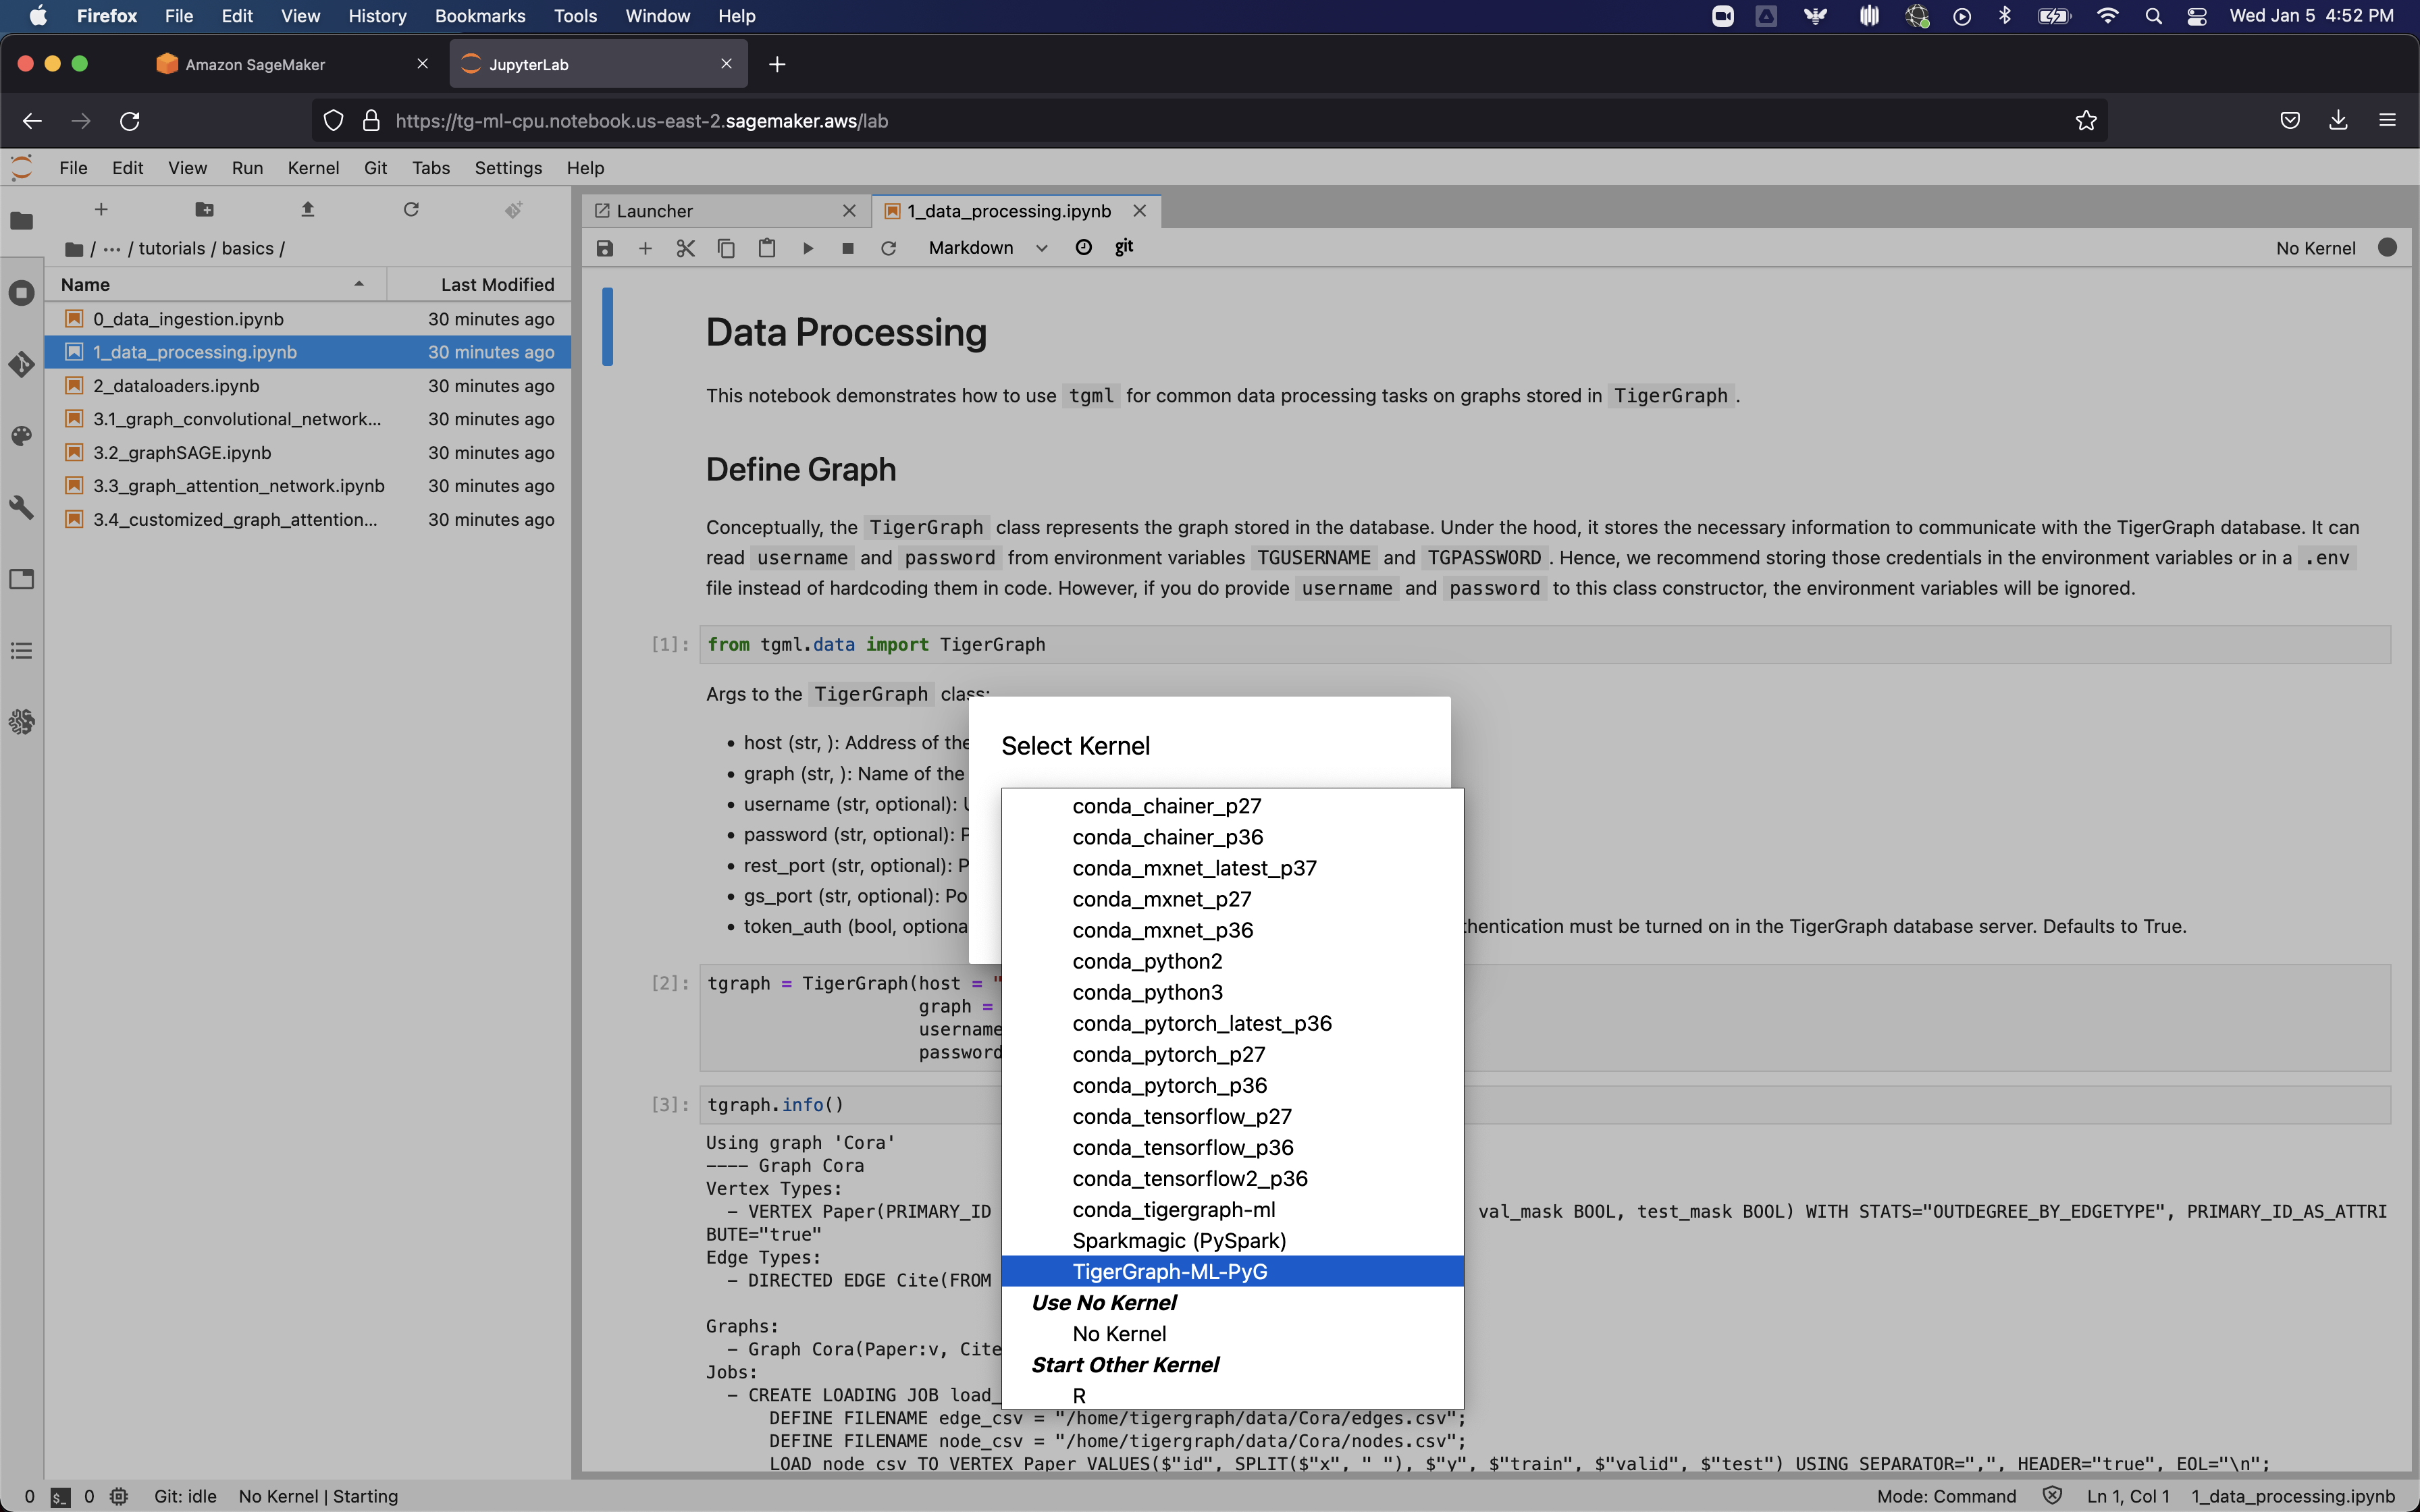 Firefox File Edit View History Bookmarks Tools Window Help Wed Jan 5 4:52 PM
Amazon SageMaker JupyterLab
https://tg-ml-cpu.notebook.us-east-2.sagemaker.aws/lab
File Edit View Run Kernel Git Tabs Settings Help
Launcher 1_data_processing.ipynb
/ ··· / tutorials / basics /
Markdown git No Kernel
Name Last Modified
0_data_ingestion.ipynb 30 minutes ago
1_data_processing.ipynb 30 minutes ago
2_dataloaders.ipynb 30 minutes ago
3.1_graph_convolutional_network... 30 minutes ago
3.2_graphSAGE.ipynb 30 minutes ago
3.3_graph_attention_network.ipynb 30 minutes ago
3.4_customized_graph_attention... 30 minutes ago
Data Processing
This notebook demonstrates how to use tgml for common data processing tasks on graphs stored in TigerGraph .
Define Graph
Conceptually, the TigerGraph class represents the graph stored in the database. Under the hood, it stores the necessary information to communicate with the TigerGraph database. It can
read username and password from environment variables TGUSERNAME and TGPASSWORD . Hence, we recommend storing those credentials in the environment variables or in a .env
file instead of hardcoding them in code. However, if you do provide username and password to this class constructor, the environment variables will be ignored.
[1]: from tgml.data import TigerGraph
Args to the TigerGraph class:
• host (str, ): Address of the
• graph (str, ): Name of the
• username (str, optional):
• password (str, optional):
• rest_port (str, optional):
• gs_port (str, optional): Po
• token_auth (bool, optiona
hentication must be turned on in the TigerGraph database server. Defaults to True.
[2]: tgraph = TigerGraph(host = "
graph =
username
password
[3]: tgraph.info()
Using graph 'Cora'
---- Graph Cora
Vertex Types:
- VERTEX Paper(PRIMARY_ID val_mask BOOL, test_mask BOOL) WITH STATS="OUTDEGREE_BY_EDGETYPE", PRIMARY_ID_AS_ATTRI
BUTE="true"
Edge Types:
- DIRECTED EDGE Cite(FROM
Graphs:
- Graph Cora(Paper:v, Cite
Jobs:
- CREATE LOADING JOB load_
DEFINE FILENAME edge_csv = "/home/tigergraph/data/Cora/edges.csv";
DEFINE FILENAME node_csv = "/home/tigergraph/data/Cora/nodes.csv";
LOAD node_csv TO VERTEX Paper VALUES($"id", SPLIT($"x", " "), $"y", $"train", $"valid", $"test") USING SEPARATOR=",", HEADER="true", EOL="\n";
Select Kernel
conda_chainer_p27
conda_chainer_p36
conda_mxnet_latest_p37
conda_mxnet_p27
conda_mxnet_p36
conda_python2
conda_python3
conda_pytorch_latest_p36
conda_pytorch_p27
conda_pytorch_p36
conda_tensorflow_p27
conda_tensorflow_p36
conda_tensorflow2_p36
conda_tigergraph-ml
Sparkmagic (PySpark)
TigerGraph-ML-PyG
Use No Kernel
No Kernel
Start Other Kernel
R
0 $_ 0 Git: idle No Kernel | Starting Mode: Command Ln 1, Col 1 1_data_processing.ipynb